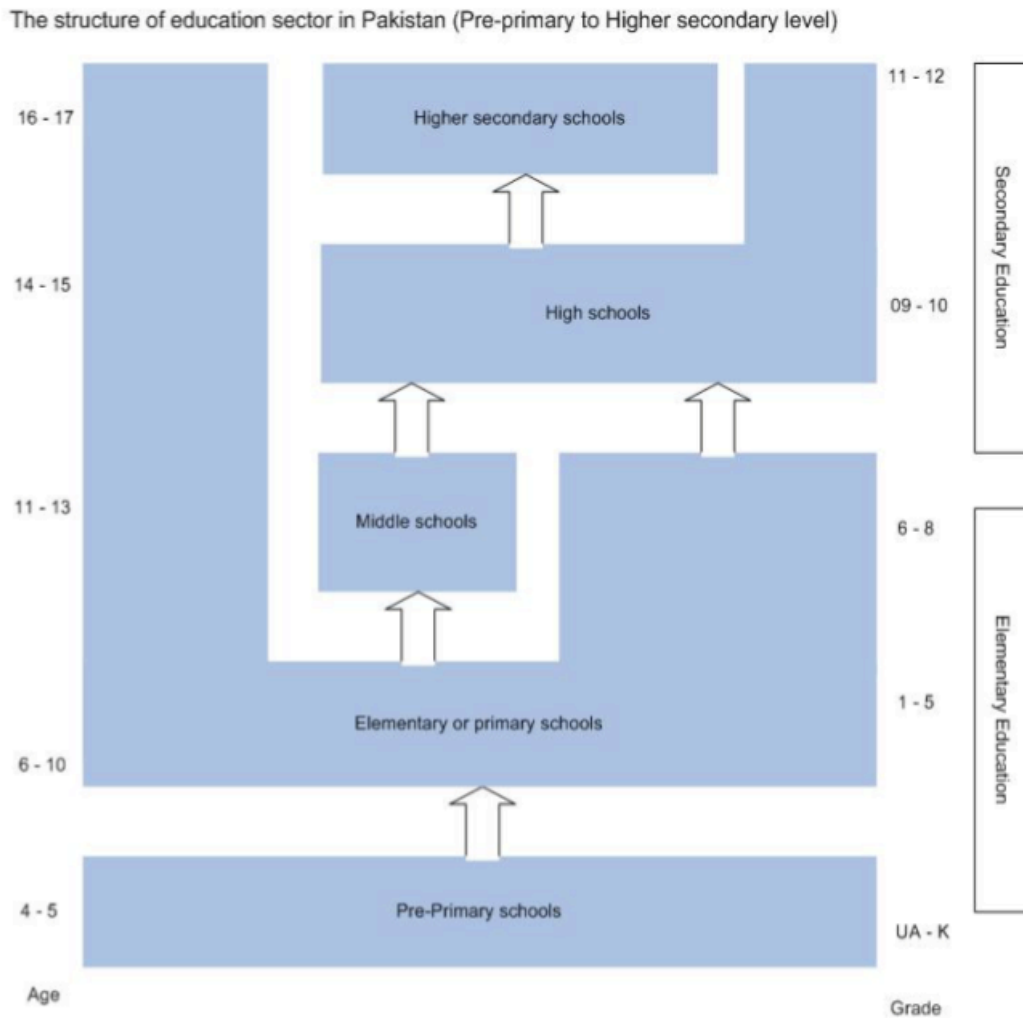 The structure of education sector in Pakistan (Pre-primary to Higher secondary level)
11 - 12
16 - 17
Higher secondary schools
Secondary Education
14 - 15
High schools
09 - 10
11 - 13
Middle schools
6 - 8
Elementary Education
1 - 5
Elementary or primary schools
6 - 10
4 - 5
Pre-Primary schools
UA - K
Age
Grade